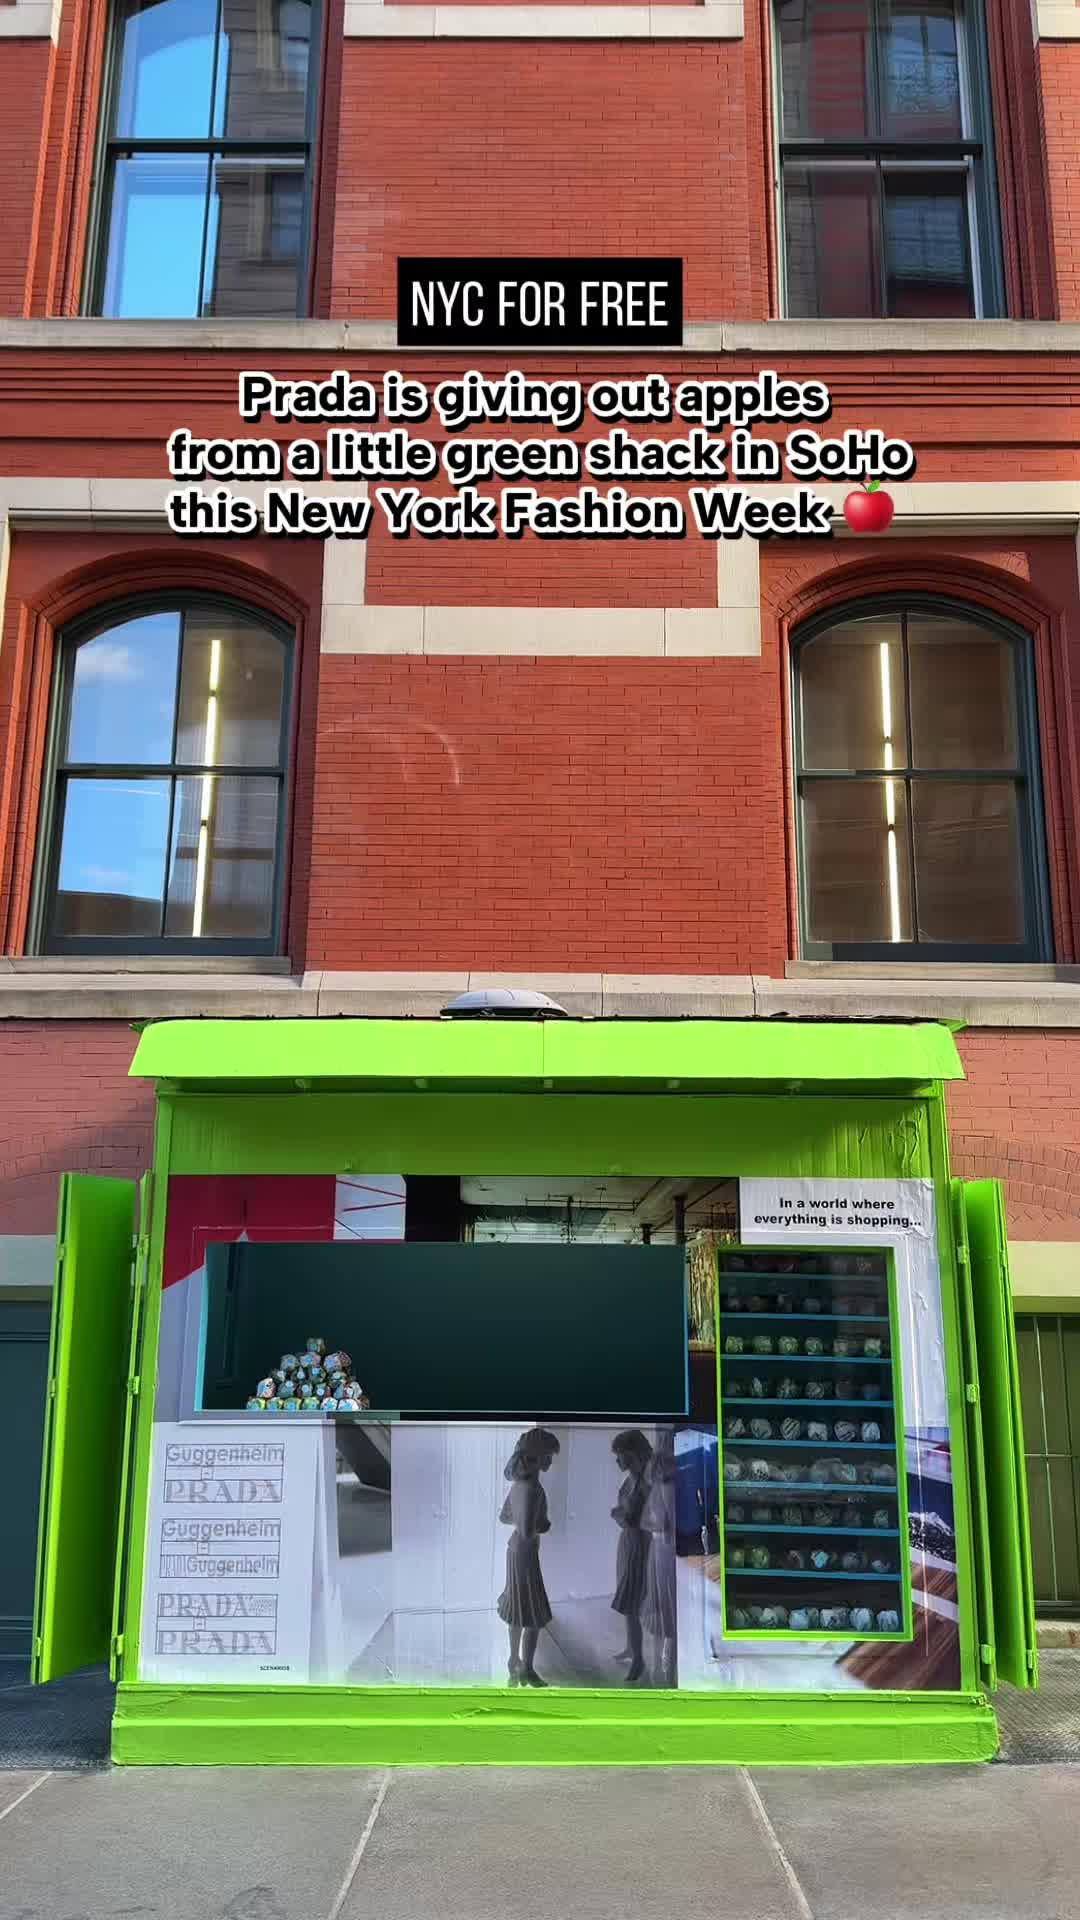 NYC FOR FREE
Prada is giving out apples
from a little green shack in SoHo
this New York Fashion Week 🍎
In a world where
everything is shopping...
Guggenheim
PRADA
Guggenheim
Guggenheim
PRADA
PRADA
SCENARIOS